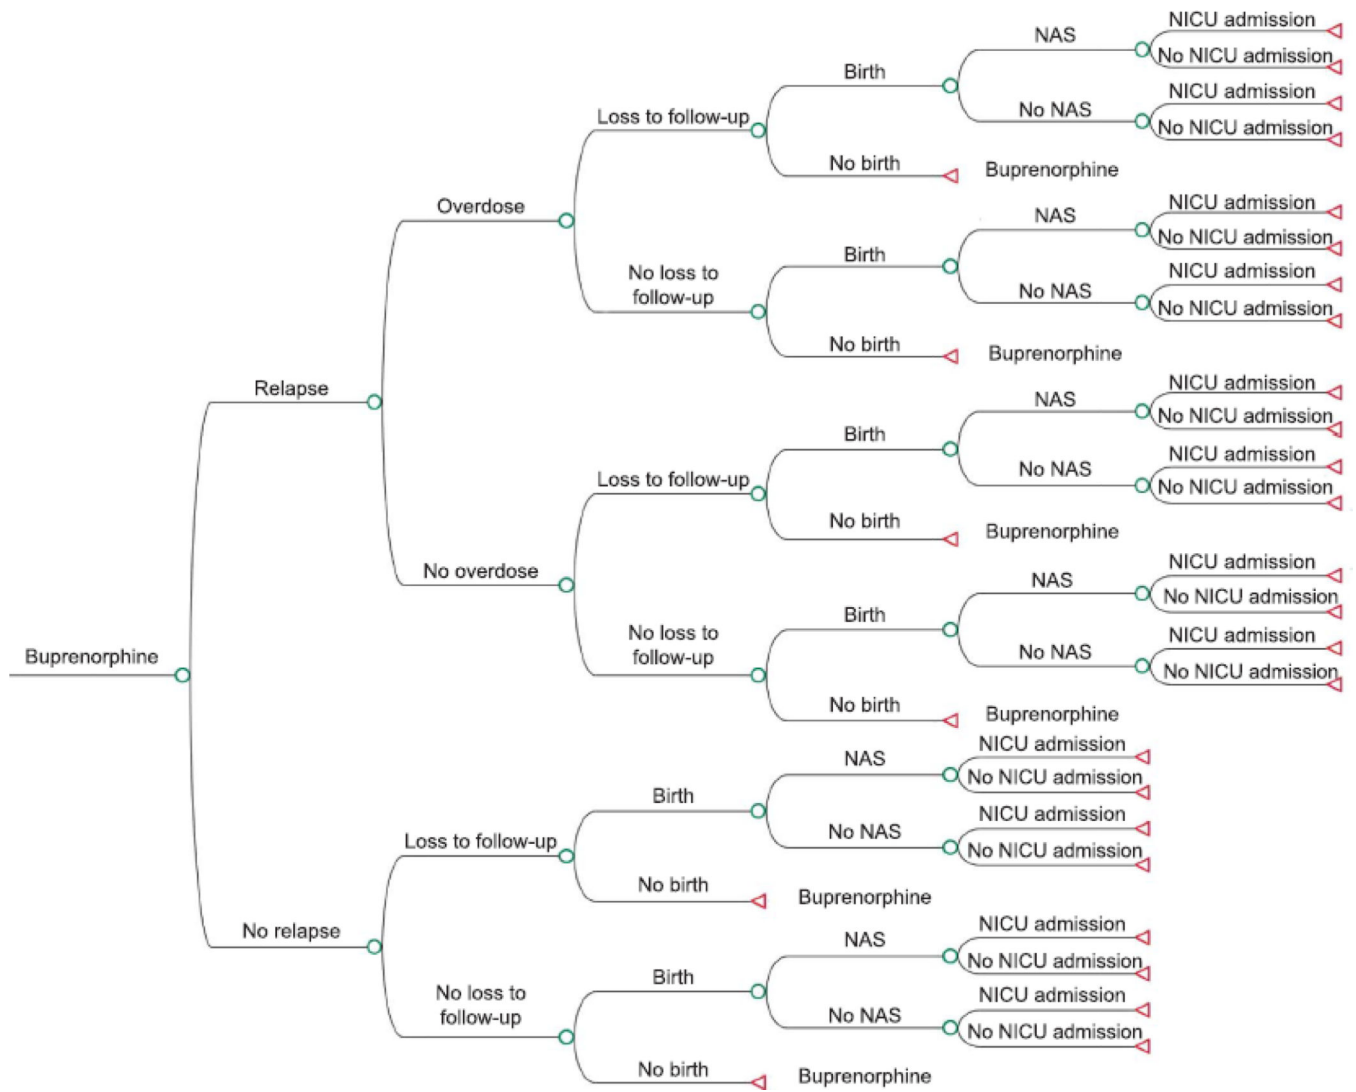 NICU admission
NAS
No NICU admission
Birth
NICU admission
No NAS
Loss to follow-up
No NICU admission
No birth
Buprenorphine
NICU admission
Overdose
NAS
No NICU admission
Birth
NICU admission
No loss to
follow-up
No NAS
No NICU admission
No birth
Buprenorphine
Relapse
NICU admission
NAS
No NICU admission
Birth
NICU admission
No NAS
Loss to follow-up
No NICU admission
No birth
Buprenorphine
NICU admission
No overdose
NAS
No NICU admission
Birth
NICU admission
No loss to
follow-up
No NAS
No NICU admission
Buprenorphine
No birth
Buprenorphine
NICU admission
NAS
No NICU admission
Birth
NICU admission
No NAS
Loss to follow-up
No NICU admission
No birth
Buprenorphine
NICU admission
No relapse
NAS
No NICU admission
Birth
NICU admission
No loss to
follow-up
No NAS
No NICU admission
No birth
Buprenorphine